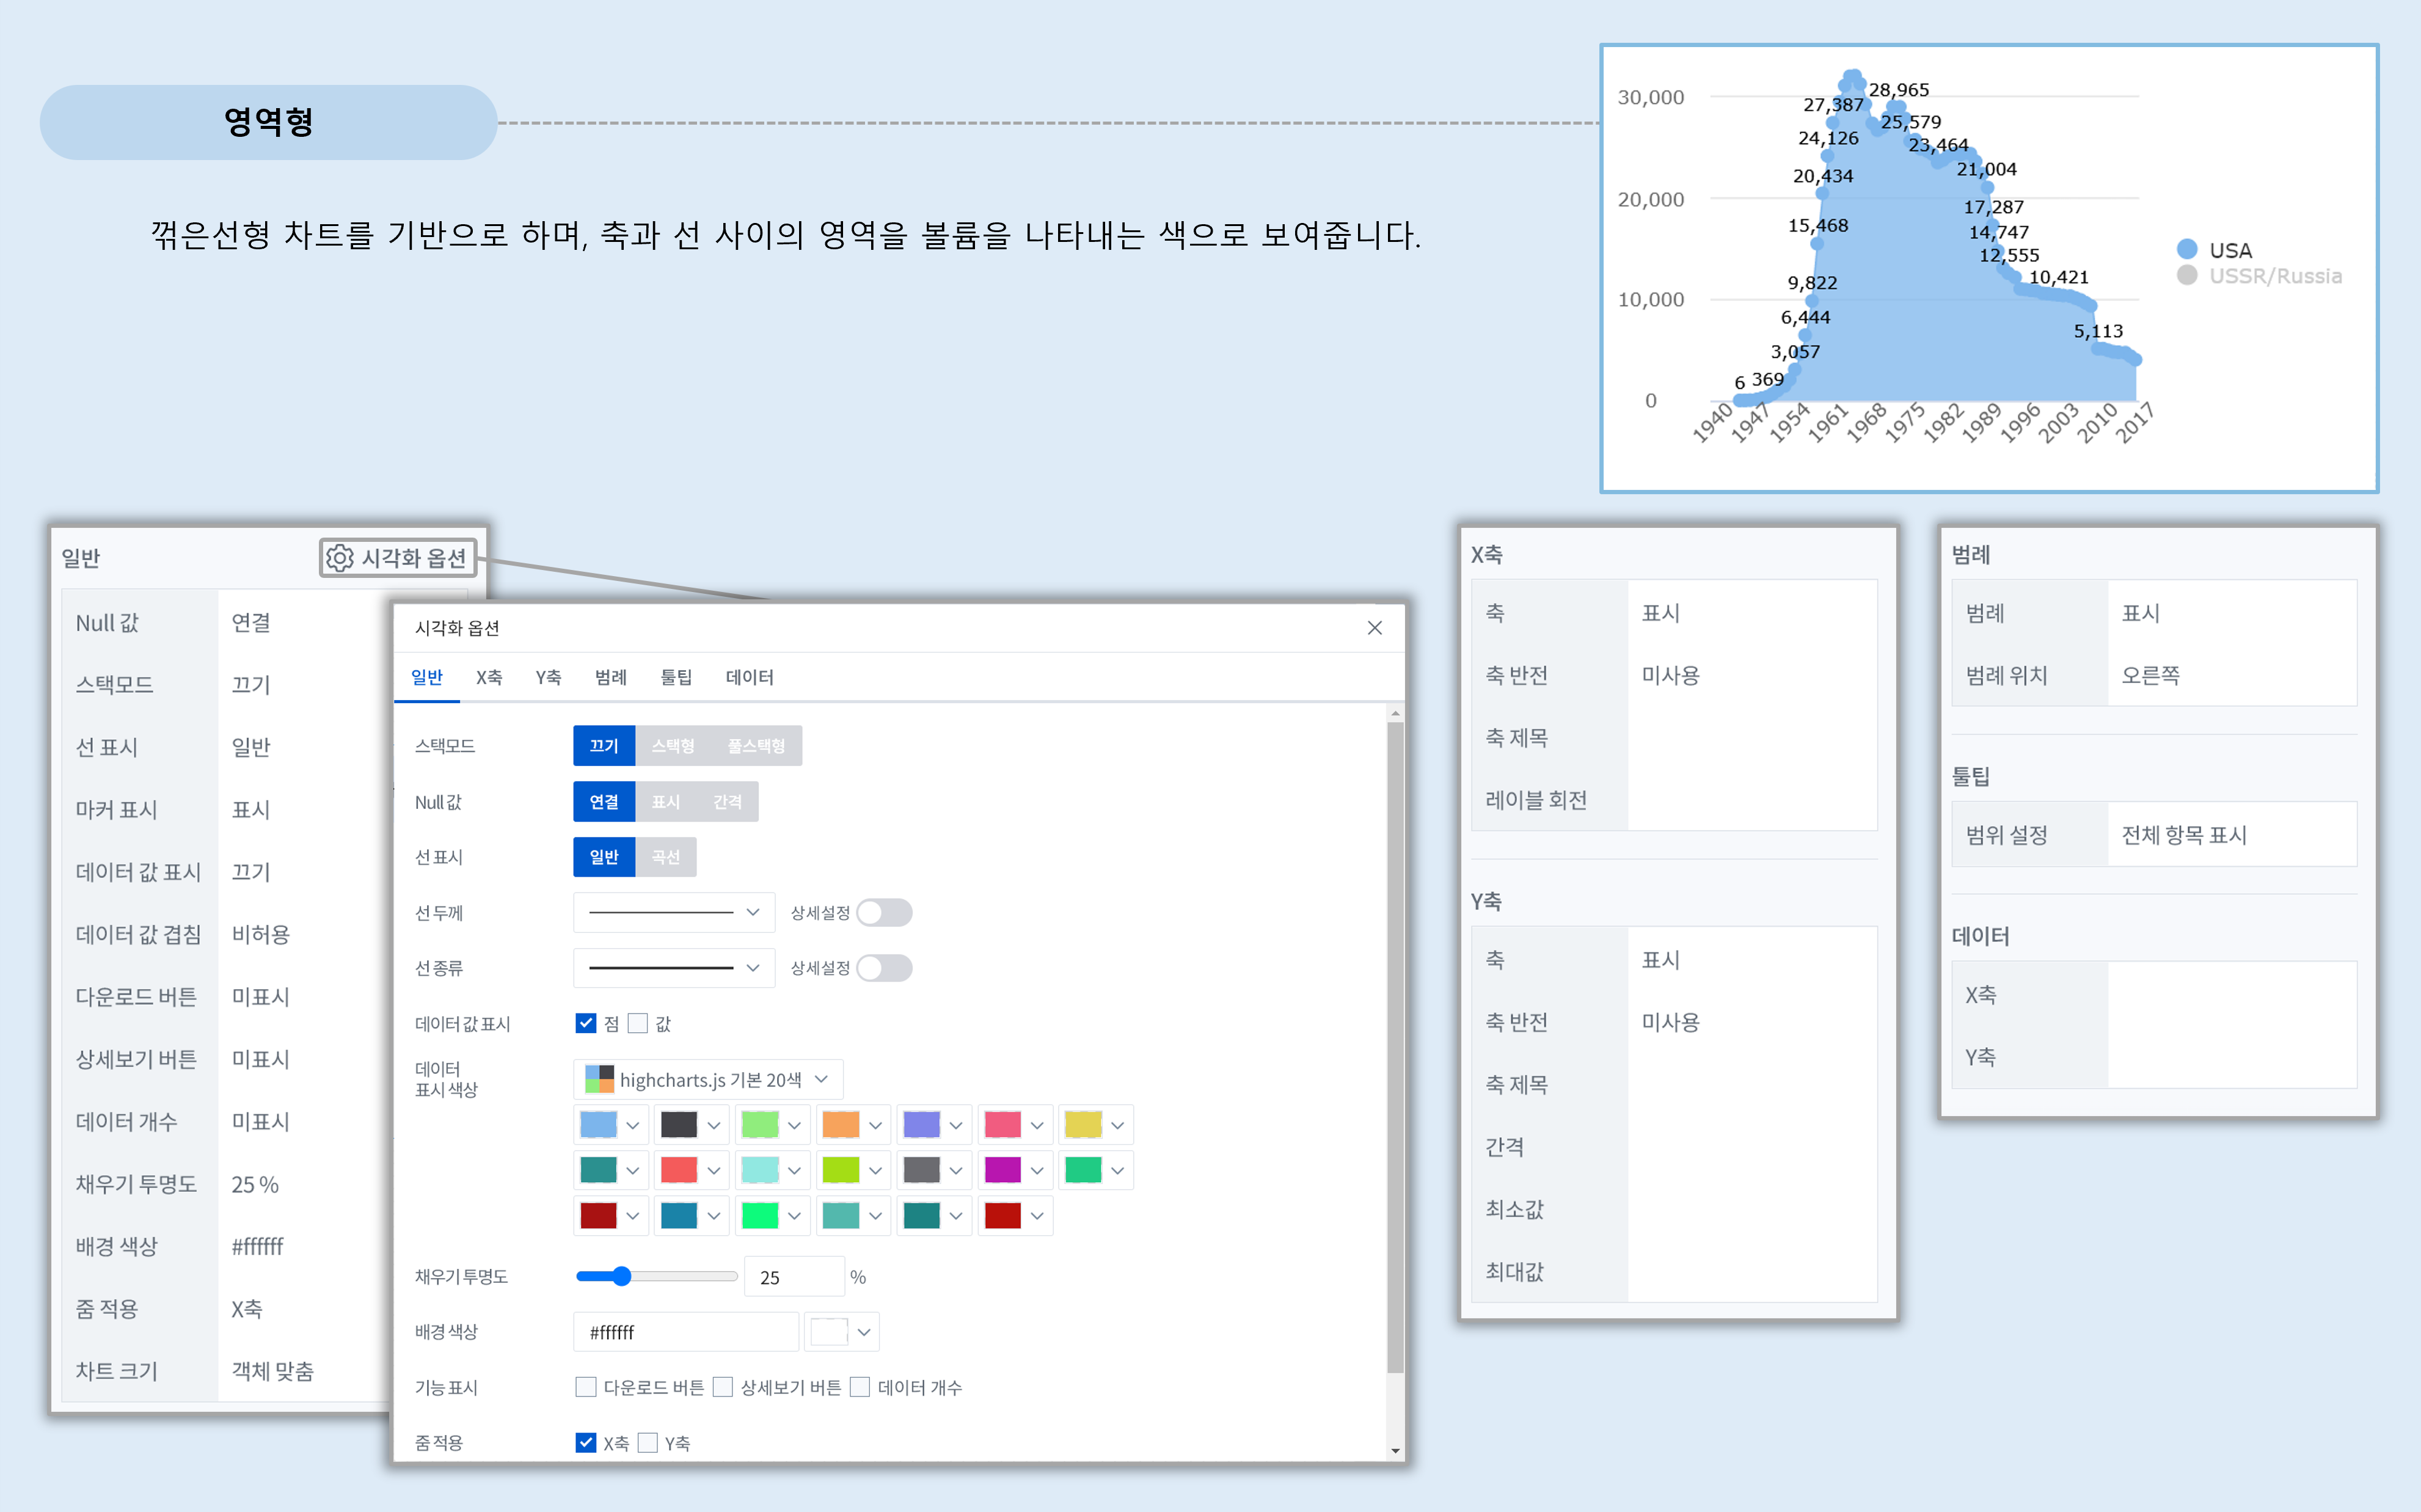 영역형
꺾은선형 차트를 기반으로 하며, 축과 선 사이의 영역을 볼륨을 나타내는 색으로 보여줍니다.
30,000
20,000
10,000
0
28,965
27,387
25,579
24,126
23,464
21,004
20,434
17,287
15,468
14,747
12,555
10,421
9,822
6,444
5,113
3,057
6 369
1940 1947 1954 1961 1968 1975 1982 1989 1996 2003 2010 2017
USA
USSR/Russia
일반 시각화 옵션
Null 값 연결
스택모드 끄기
선 표시 일반
마커 표시 표시
데이터 값 표시 끄기
데이터 값 겹침 비허용
다운로드 버튼 미표시
상세보기 버튼 미표시
데이터 개수 미표시
채우기 투명도 25 %
배경 색상 #ffffff
줌 적용 X축
차트 크기 객체 맞춤
시각화 옵션
일반 X축 Y축 범례 툴팁 데이터
스택모드 끄기 스택형 풀스택형
Null 값 연결 표시 간격
선 표시 일반 곡선
선 두께 상세설정
선 종류 상세설정
데이터 값 표시 점 값
데이터
표시 색상
highcharts.js 기본 20색
채우기 투명도 25 %
배경 색상 #ffffff
기능 표시 다운로드 버튼 상세보기 버튼 데이터 개수
줌 적용 X축 Y축
X축
축 표시
축 반전 미사용
축 제목
레이블 회전
Y축
축 표시
축 반전 미사용
축 제목
간격
최소값
최대값
범례
범례 표시
범례 위치 오른쪽
툴팁
범위 설정 전체 항목 표시
데이터
X축
Y축